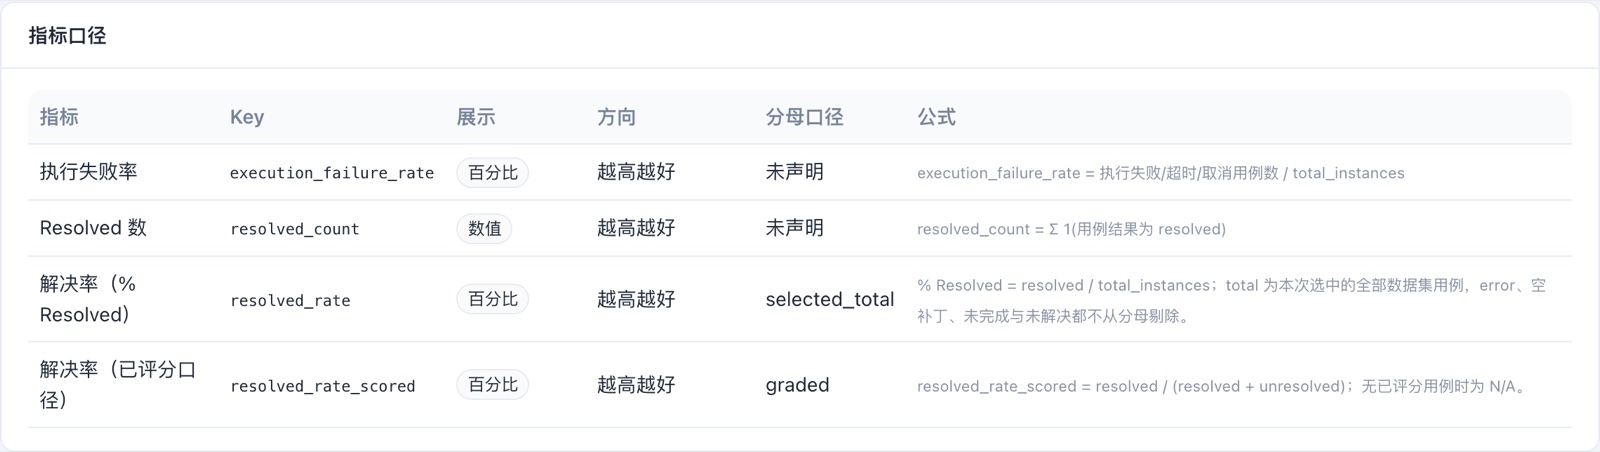 指标口径
指标 Key 展示 方向 分母口径 公式
执行失败率 execution_failure_rate 百分比 越高越好 未声明 execution_failure_rate = 执行失败/超时/取消用例数 / total_instances
Resolved 数 resolved_count 数值 越高越好 未声明 resolved_count = Σ 1(用例结果为 resolved)
解决率（%
Resolved） resolved_rate 百分比 越高越好 selected_total % Resolved = resolved / total_instances；total 为本次选中的全部数据集用例，error、空
补丁、未完成与未解决都不从分母剔除。
解决率（已评分口
径） resolved_rate_scored 百分比 越高越好 graded resolved_rate_scored = resolved / (resolved + unresolved)；无已评分用例时为 N/A。